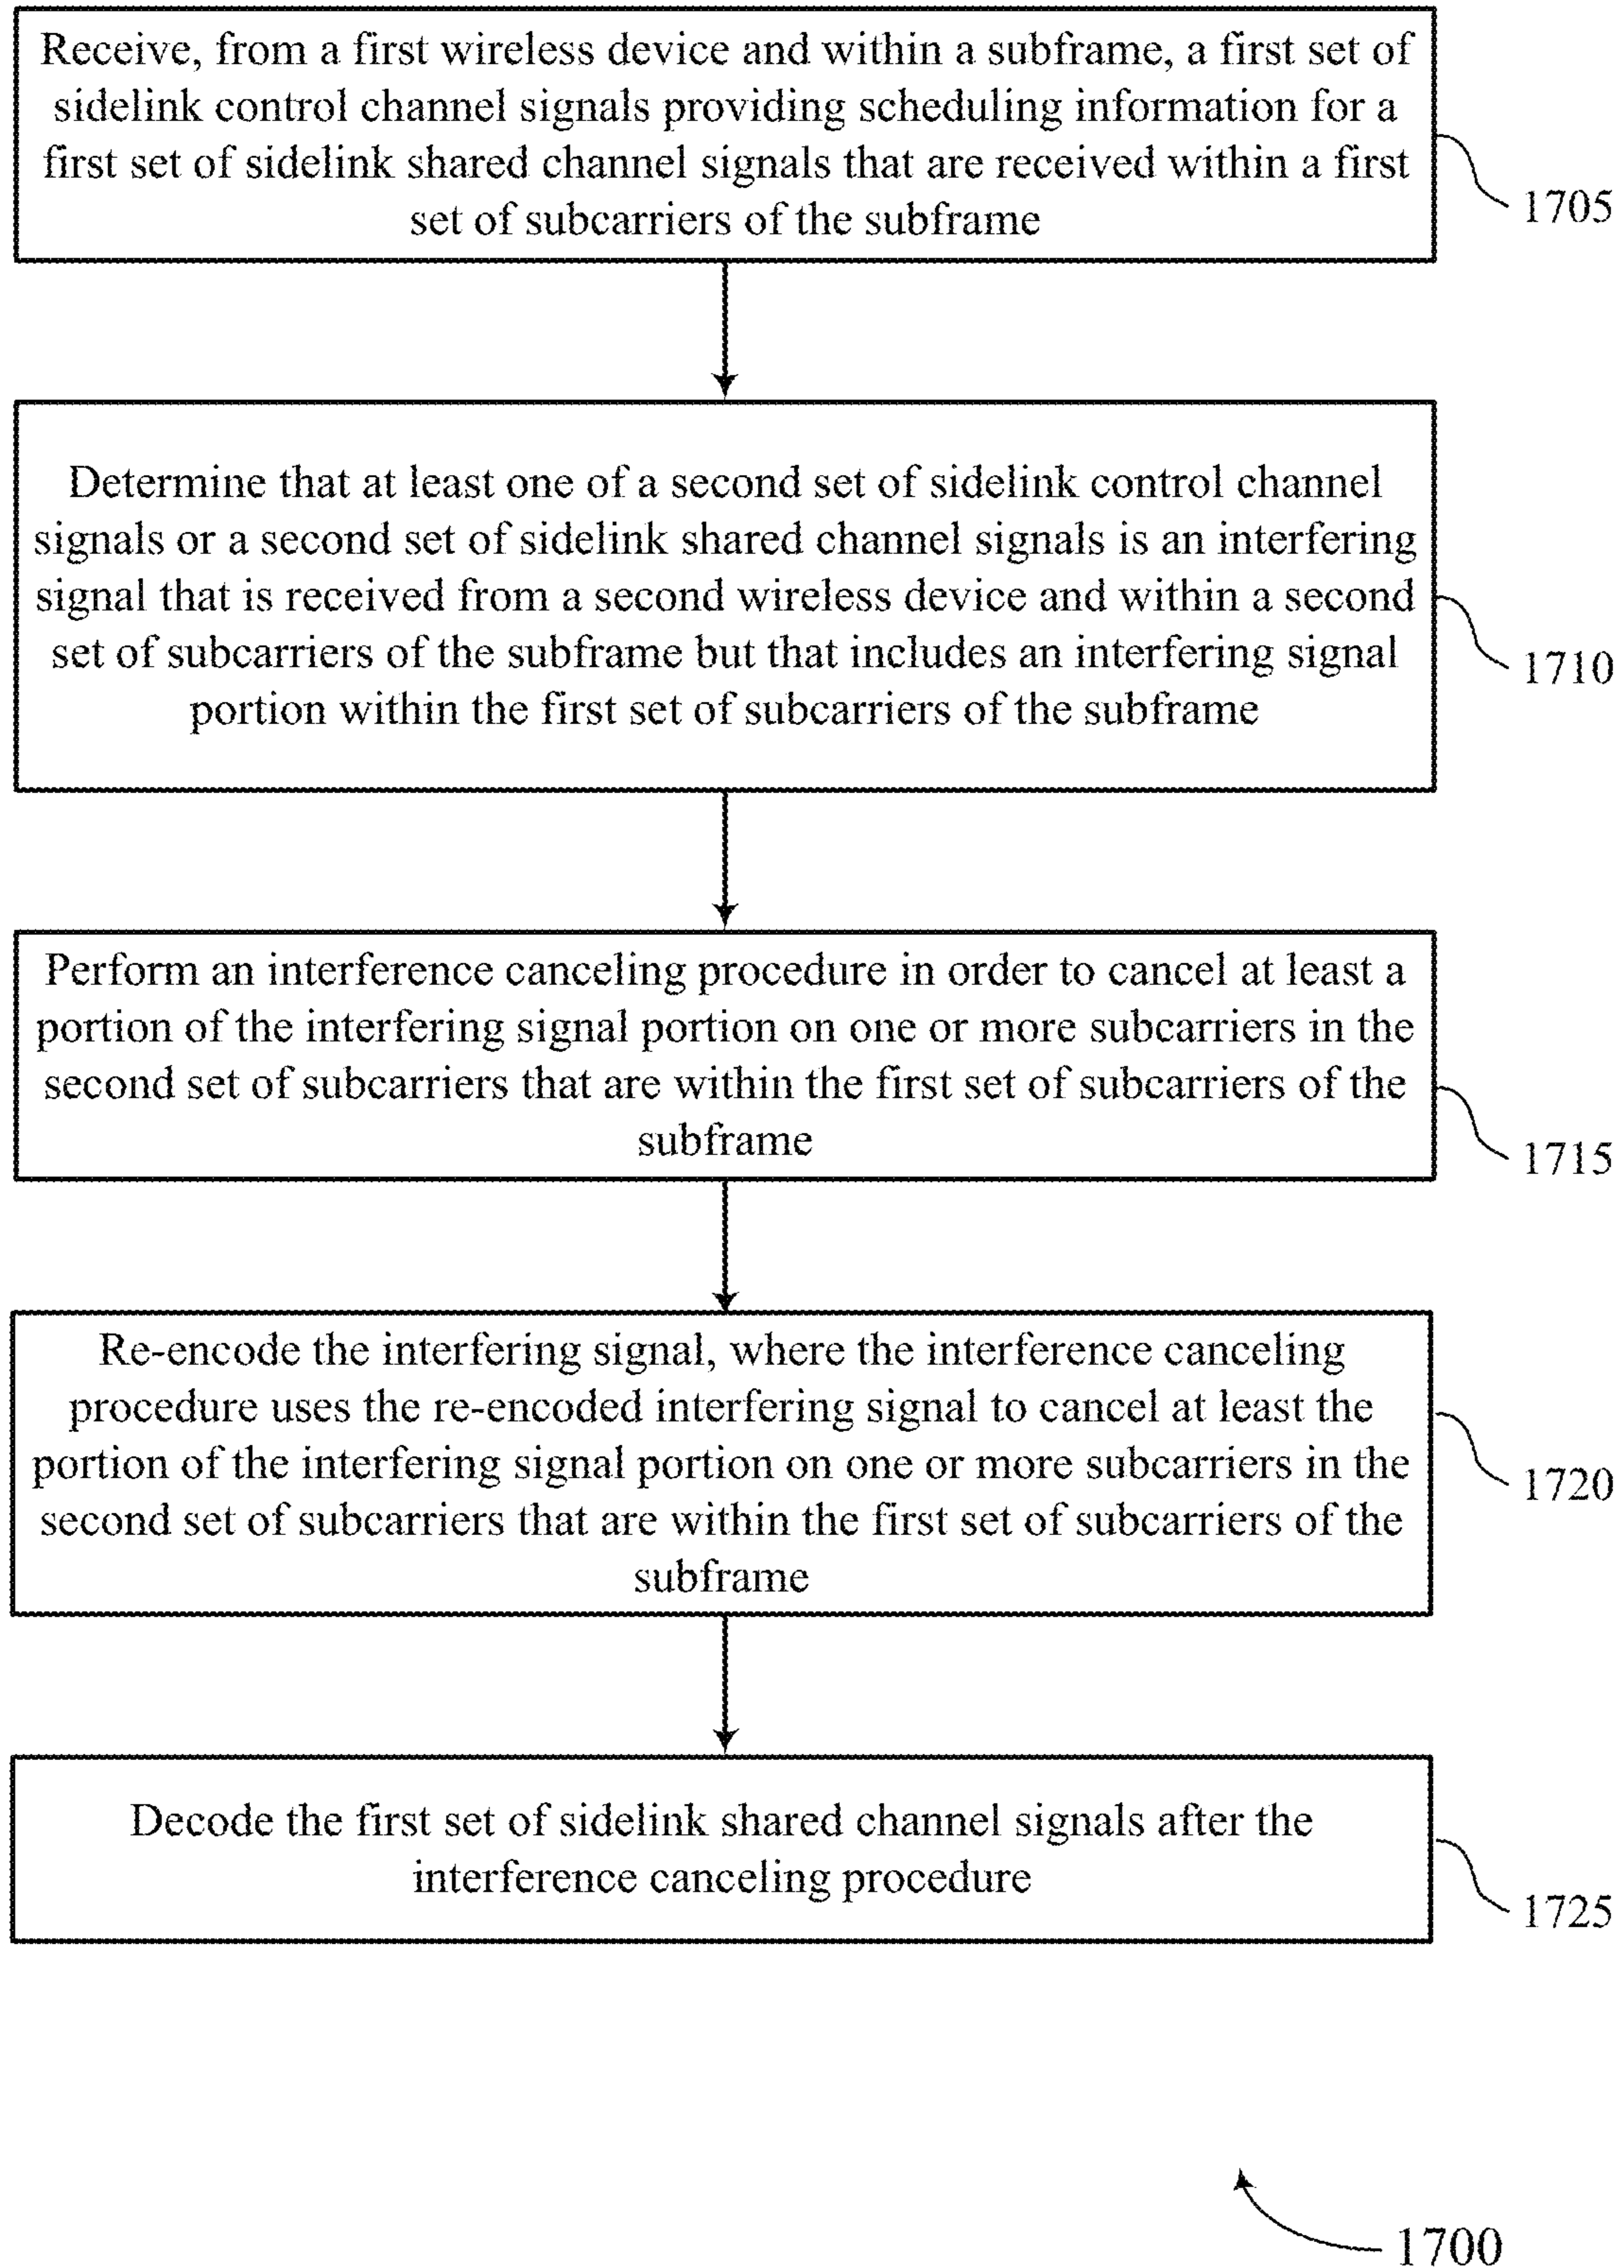 Receive, from a first wireless device and within a subframe, a first set of
sidelink control channel signals providing scheduling information for a
first set of sidelink shared channel signals that are received within a first
set of subcarriers of the subframe
1705
Determine that at least one of a second set of sidelink control channel
signals or a second set of sidelink shared channel signals is an interfering
signal that is received from a second wireless device and within a second
set of subcarriers of the subframe but that includes an interfering signal
portion within the first set of subcarriers of the subframe
1710
Perform an interference canceling procedure in order to cancel at least a
portion of the interfering signal portion on one or more subcarriers in the
second set of subcarriers that are within the first set of subcarriers of the
subframe
1715
Re-encode the interfering signal, where the interference canceling
procedure uses the re-encoded interfering signal to cancel at least the
portion of the interfering signal portion on one or more subcarriers in the
second set of subcarriers that are within the first set of subcarriers of the
subframe
1720
Decode the first set of sidelink shared channel signals after the
interference canceling procedure
1725
1700